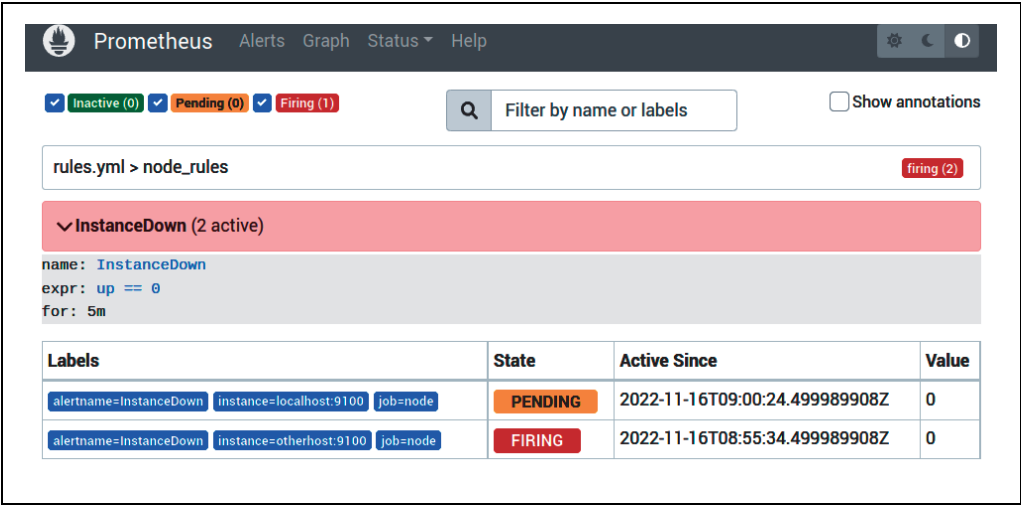 Prometheus Alerts Graph Status Help
Inactive (0) Pending (0) Firing (1) Filter by name or labels Show annotations
rules.yml > node_rules firing (2)
InstanceDown (2 active)
name: InstanceDown
expr: up == 0
for: 5m
Labels State Active Since Value
alertname=InstanceDown instance=localhost:9100 job=node PENDING 2022-11-16T09:00:24.499989908Z 0
alertname=InstanceDown instance=otherhost:9100 job=node FIRING 2022-11-16T08:55:34.499989908Z 0